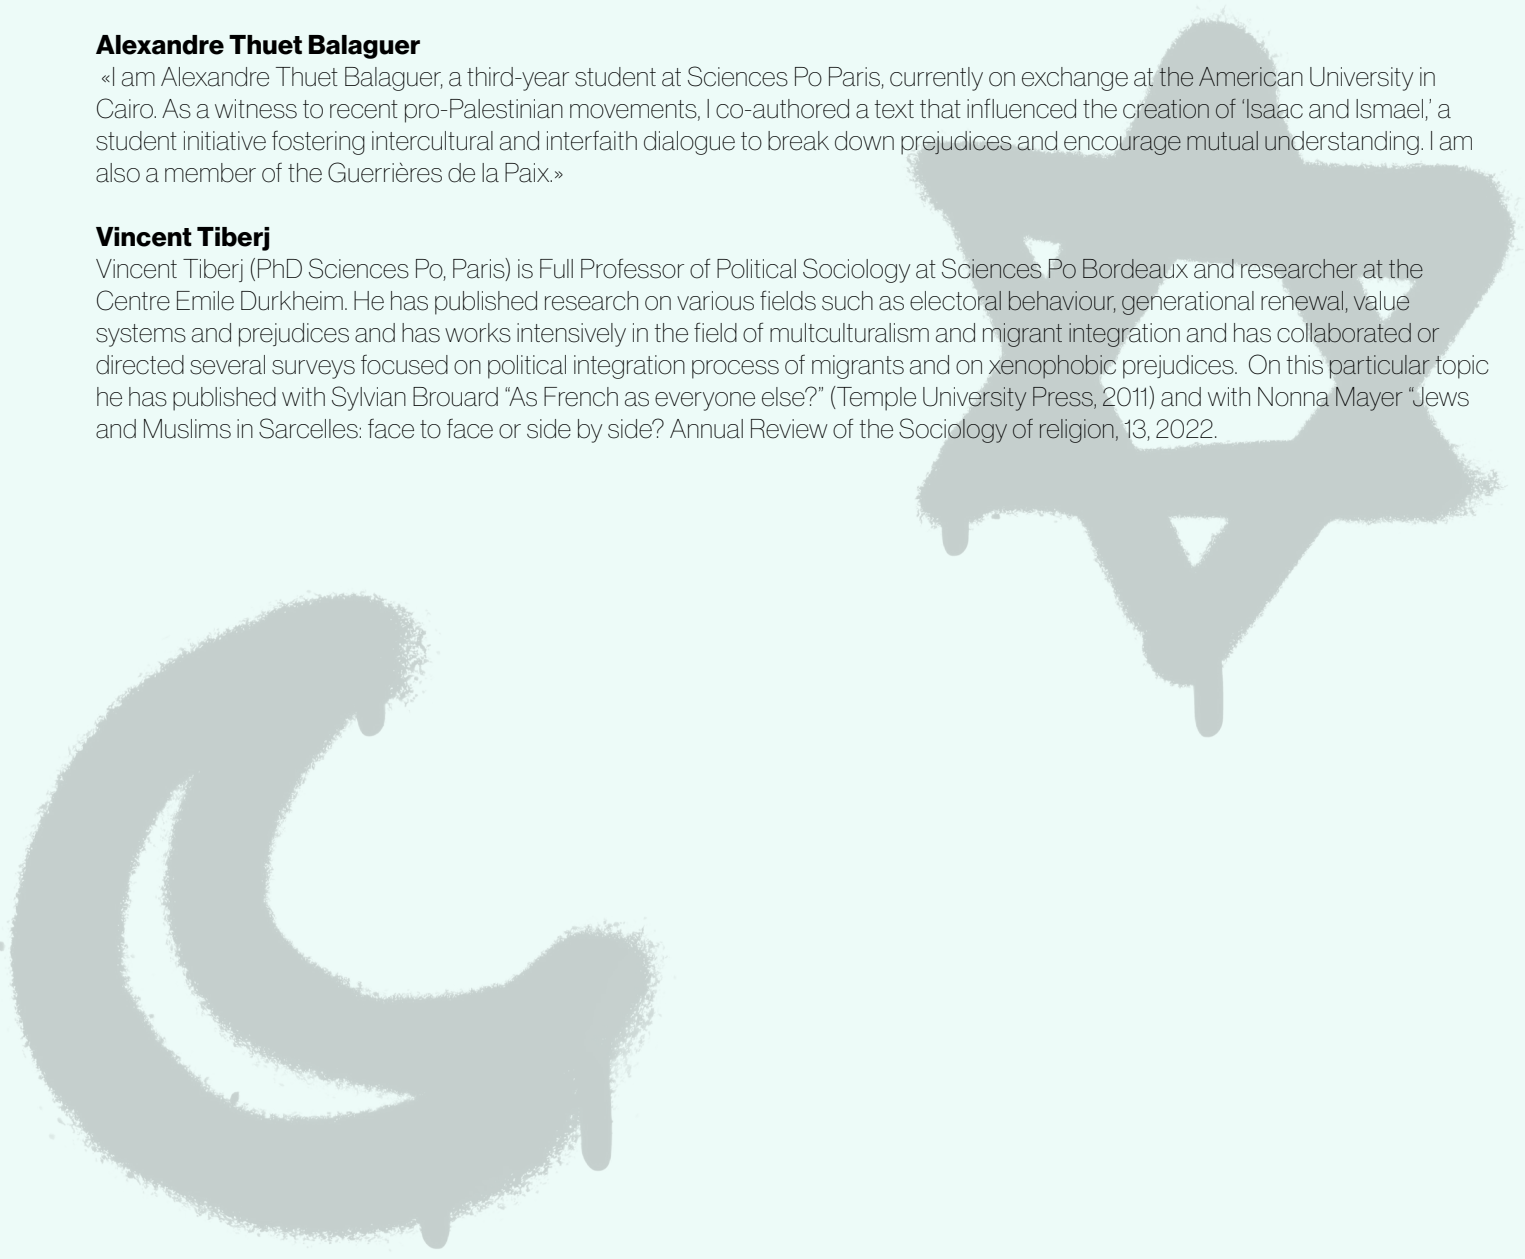 Alexandre Thuet Balaguer
«I am Alexandre Thuet Balaguer, a third-year student at Sciences Po Paris, currently on exchange at the American University in
Cairo. As a witness to recent pro-Palestinian movements, I co-authored a text that influenced the creation of ‘Isaac and Ismael,’ a
student initiative fostering intercultural and interfaith dialogue to break down prejudices and encourage mutual understanding. I am
also a member of the Guerrières de la Paix.»
Vincent Tiberj
Vincent Tiberj (PhD Sciences Po, Paris) is Full Professor of Political Sociology at Sciences Po Bordeaux and researcher at the
Centre Emile Durkheim. He has published research on various fields such as electoral behaviour, generational renewal, value
systems and prejudices and has works intensively in the field of multculturalism and migrant integration and has collaborated or
directed several surveys focused on political integration process of migrants and on xenophobic prejudices.  On this particular topic
he has published with Sylvian Brouard “As French as everyone else?” (Temple University Press, 2011) and with Nonna Mayer “Jews
and Muslims in Sarcelles: face to face or side by side? Annual Review of the Sociology of religion, 13, 2022.